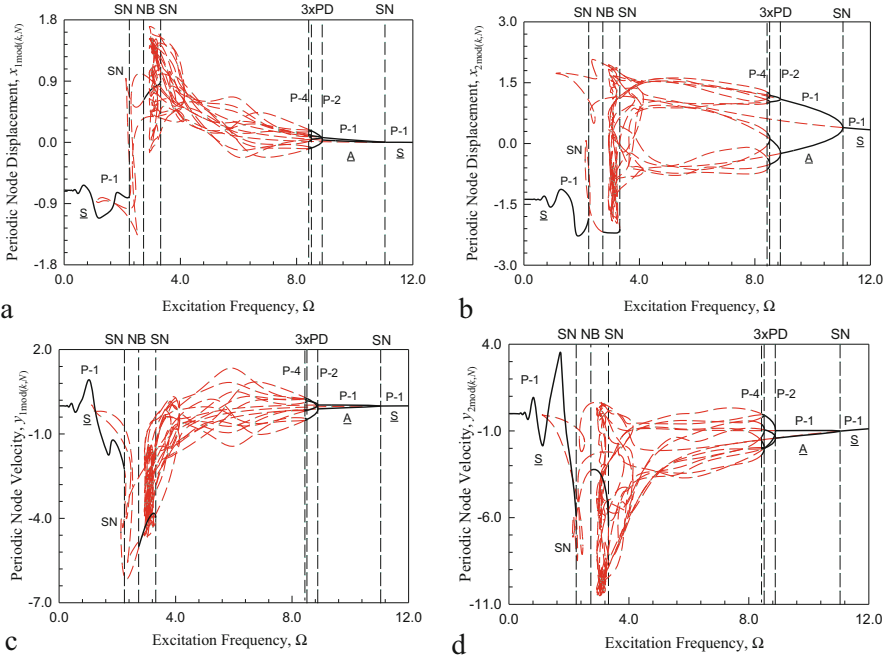 SN NB SN 3xPD SN
1.8
0.9
0.0
-0.9
-1.8
Periodic Node Displacement, x1mod(k,N)
SN
P-4
P-2
P-1
P-1
P-1
S
A
S
0.0 4.0 8.0 12.0
Excitation Frequency, Ω
a
SN NB SN 3xPD SN
3.0
1.5
0.0
-1.5
-3.0
Periodic Node Displacement, x2mod(k,N)
P-4
P-2
P-1
P-1
SN
P-1
A
S
S
0.0 4.0 8.0 12.0
Excitation Frequency, Ω
b
SN NB SN 3xPD SN
2.0
-1.0
-4.0
-7.0
Periodic Node Velocity, y1mod(k,N)
P-1
P-4
P-2
P-1
P-1
S
A
S
SN
0.0 4.0 8.0 12.0
Excitation Frequency, Ω
c
SN NB SN 3xPD SN
4.0
-1.0
-6.0
-11.0
Periodic Node Velocity, y2mod(k,N)
P-1
P-4
P-2
P-1
P-1
S
A
S
SN
0.0 4.0 8.0 12.0
Excitation Frequency, Ω
d